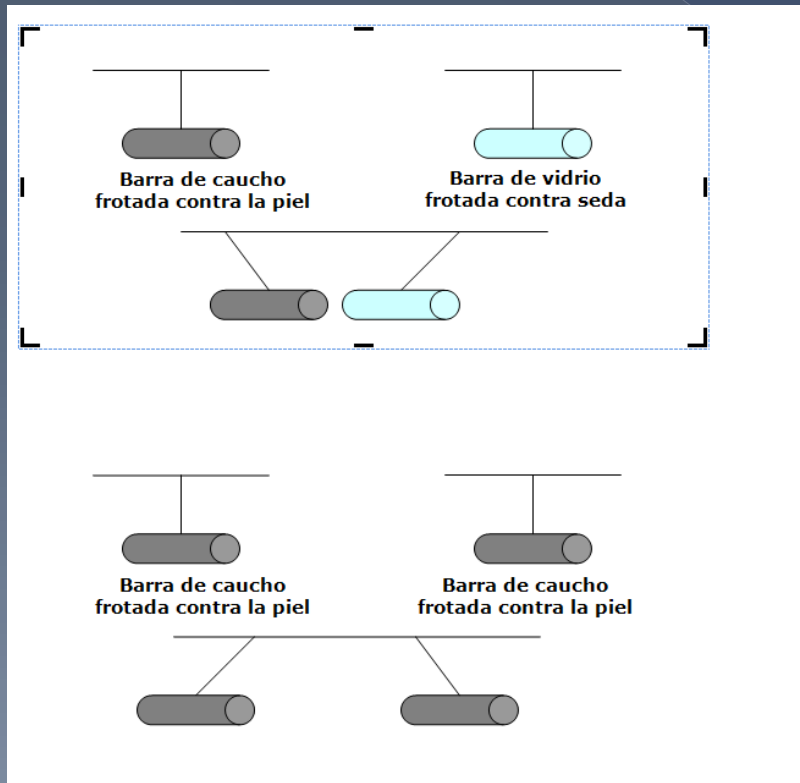 Barra de caucho
frotada contra la piel
Barra de vidrio
frotada contra seda
Barra de caucho
frotada contra la piel
Barra de caucho
frotada contra la piel